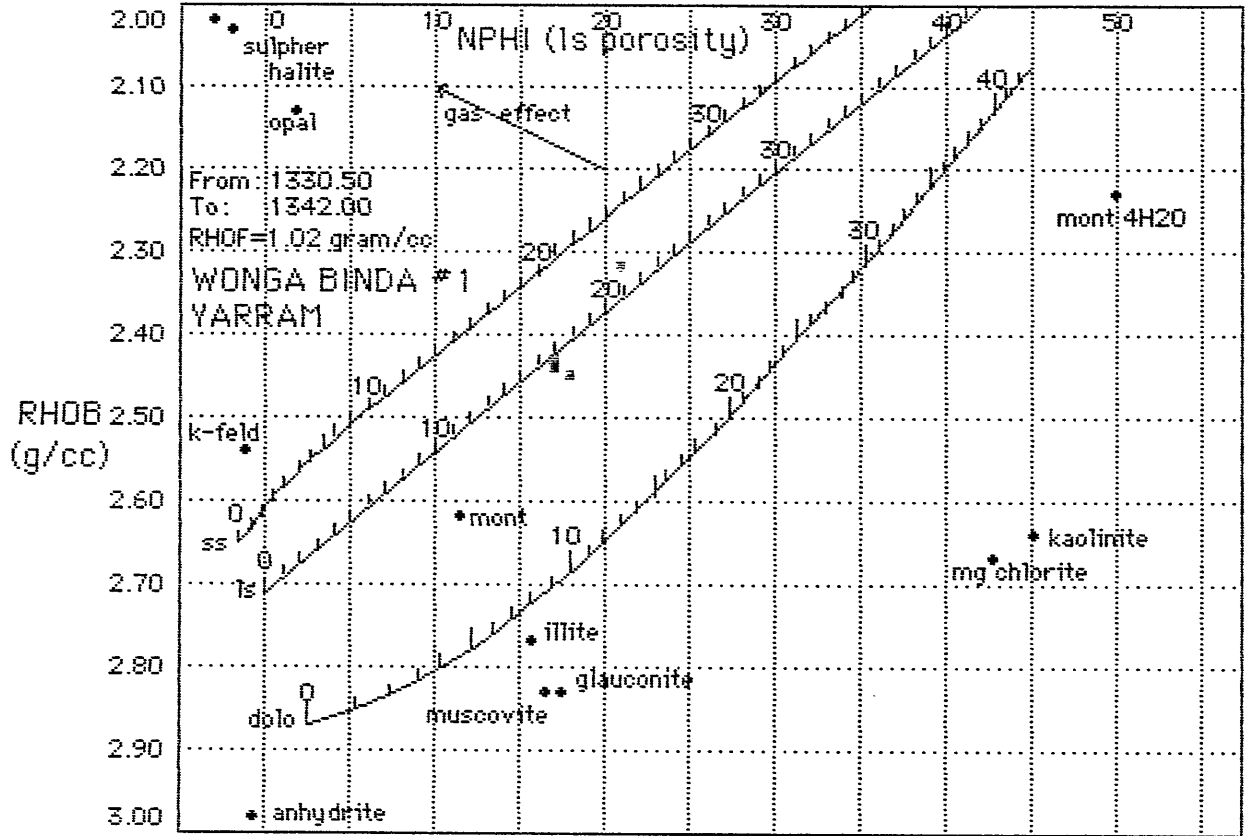 2.00
0
10
20
30
40
50
NPHI (ls porosity)
sulpher
halite
2.10
gas effect
30
40
opal
30
2.20
From: 1330.50
To: 1342.00
mont 4H2O
RHOF=1.02 gram/cc
2.30
20
30
WONGA BINDA #1
20
YARRAM
2.40
10
20
RHOB
(g/cc)
2.50
k-feld
10
2.60
0
mont
ss
10
kaolinite
0
mg chlorite
2.70
ls
illite
2.80
0
glauconite
dolo
muscovite
2.90
3.00
anhydrite